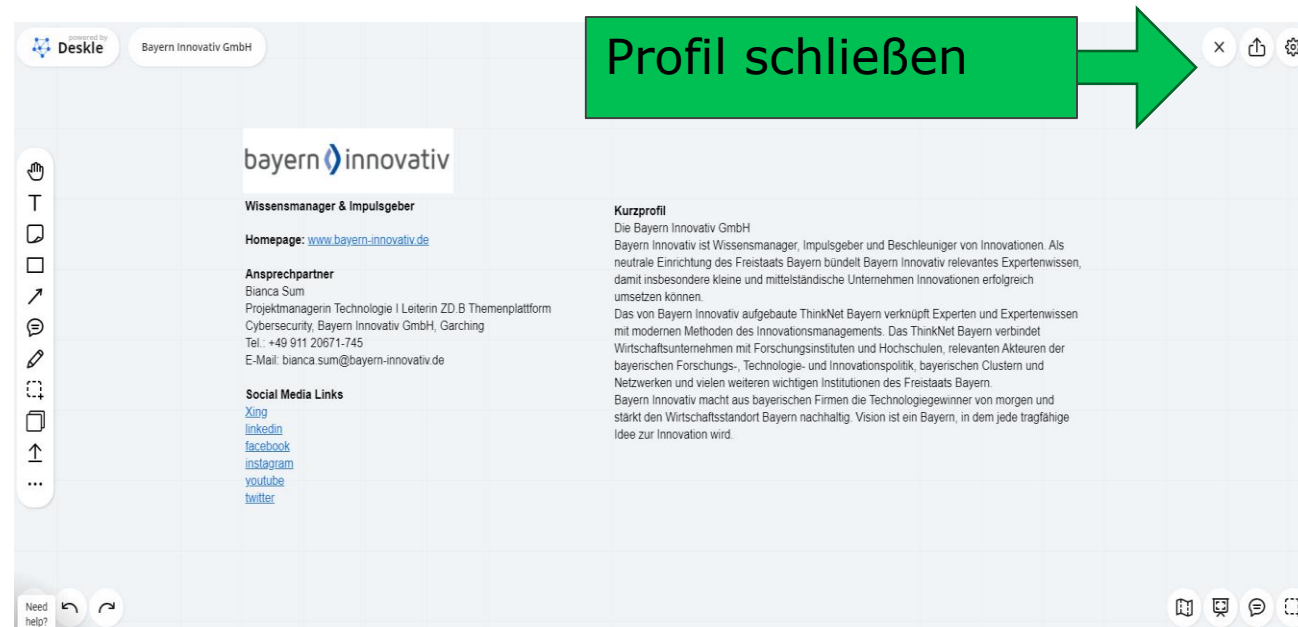 powered by
Deskle
Bayern Innovativ GmbH
Profil schließen
bayern innovativ
Wissensmanager & Impulsgeber
Homepage: www.bayern-innovativ.de
Ansprechpartner
Bianca Sum
Projektmanagerin Technologie I Leiterin ZD.B Themenplattform
Cybersecurity, Bayern Innovativ GmbH, Garching
Tel.: +49 911 20671-745
E-Mail: bianca.sum@bayern-innovativ.de
Social Media Links
Xing
linkedin
facebook
instagram
youtube
twitter
Kurzprofil
Die Bayern Innovativ GmbH
Bayern Innovativ ist Wissensmanager, Impulsgeber und Beschleuniger von Innovationen. Als
neutrale Einrichtung des Freistaats Bayern bündelt Bayern Innovativ relevantes Expertenwissen,
damit insbesondere kleine und mittelständische Unternehmen Innovationen erfolgreich
umsetzen können.
Das von Bayern Innovativ aufgebaute ThinkNet Bayern verknüpft Experten und Expertenwissen
mit modernen Methoden des Innovationsmanagements. Das ThinkNet Bayern verbindet
Wirtschaftsunternehmen mit Forschungsinstituten und Hochschulen, relevanten Akteuren der
bayerischen Forschungs-, Technologie- und Innovationspolitik, bayerischen Clustern und
Netzwerken und vielen weiteren wichtigen Institutionen des Freistaats Bayern.
Bayern Innovativ macht aus bayerischen Firmen die Technologiegewinner von morgen und
stärkt den Wirtschaftsstandort Bayern nachhaltig. Vision ist ein Bayern, in dem jede tragfähige
Idee zur Innovation wird.
Need
help?